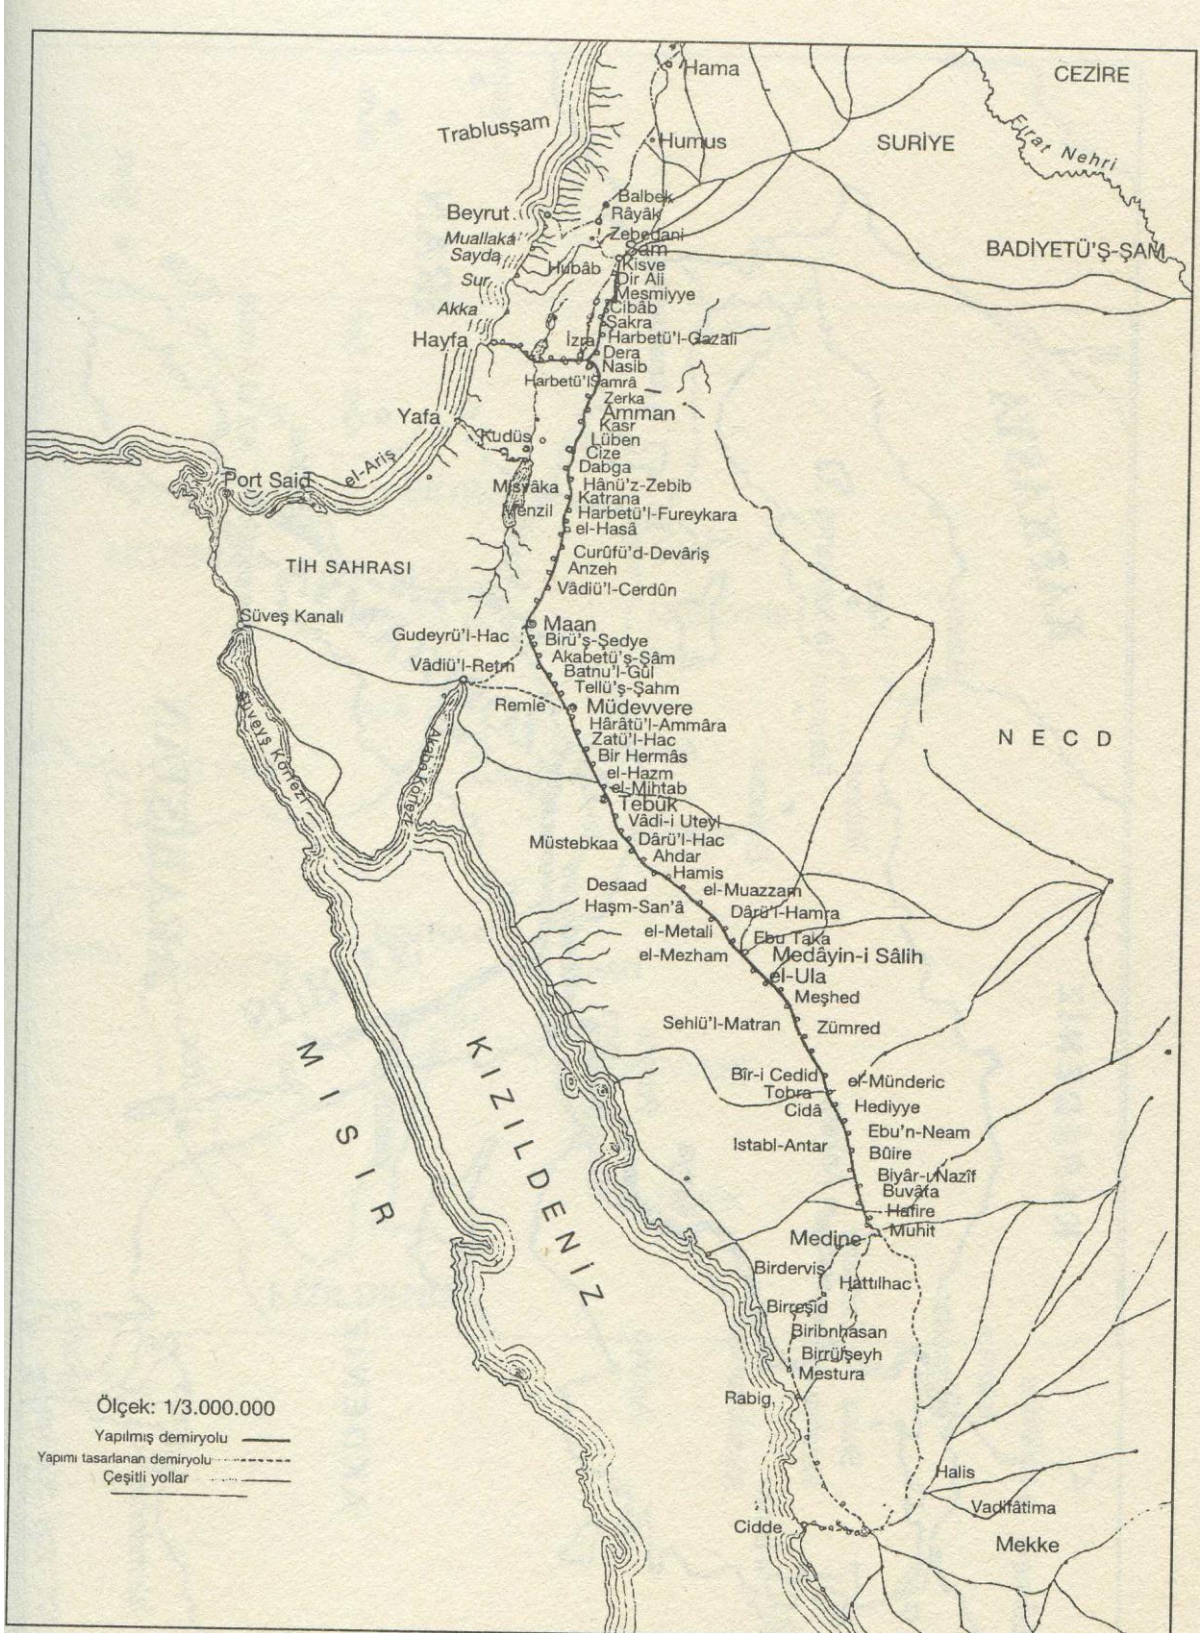 Hama
CEZİRE
Trablusşam
Humus
SURİYE
Fırat Nehri
Balbek
Beyrut
Râyâk
Muallaka
Zebedani
Sayda
Şam
BADİYETÜ'Ş-ŞAM
Hubâb
Kisve
Sur
Dir Ali
Mesmiyye
Akka
Cibâb
Şakra
Hayfa
İzra
Harbetü'l-Gazali
Dera
Nasib
Harbetü'lSamrâ
Zerka
Yafa
Amman
Kasr
Kudüs
Lüben
Cize
Dabga
Port Said
el-Ariş
Misyâka
Hânü'z-Zebib
Katrana
Menzil
Harbetü'l-Fureykara
el-Hasâ
Curûfü'd-Devâriş
TİH SAHRASI
Anzeh
Vâdiü'l-Cerdûn
Süveş Kanalı
Maan
Gudeyrü'l-Hac
Birü'ş-Şedye
Akabetü'ş-Şâm
Vâdiü'l-Retm
Batnu'l-Gûl
Tellü'ş-Şahm
Remle
Müdevvere
Süveyş Körfezi
Akabe Körfezi
Hârâtü'l-Ammâra
NECD
Zatü'l-Hac
Bir Hermâs
el-Hazm
el-Mihtab
Tebük
Vâdi-i Uteyl
Müstebkaa
Dârü'l-Hac
Ahdar
Hamis
Desaad
el-Muazzam
Haşm-San'â
Dârü'l-Hamra
el-Metali
Ebu Taka
el-Mezham
Medâyin-i Sâlih
el-Ula
Meşhed
Sehlü'l-Matran
Zümred
MISIR
KIZILDENİZ
Bîr-i Cedid
el-Münderic
Tobra
Cidâ
Hediyye
Ebu'n-Neam
Istabl-Antar
Bûire
Biyâr-ı Nazîf
Buvâta
Hafire
Medine
Muhit
Birderviş
Hattılhac
Birreşid
Biribnhasan
Birrülşeyh
Mestura
Rabig
Ölçek: 1/3.000.000
Yapılmış demiryolu
Yapımı tasarlanan demiryolu
Çeşitli yollar
Halis
Vadifâtima
Cidde
Mekke